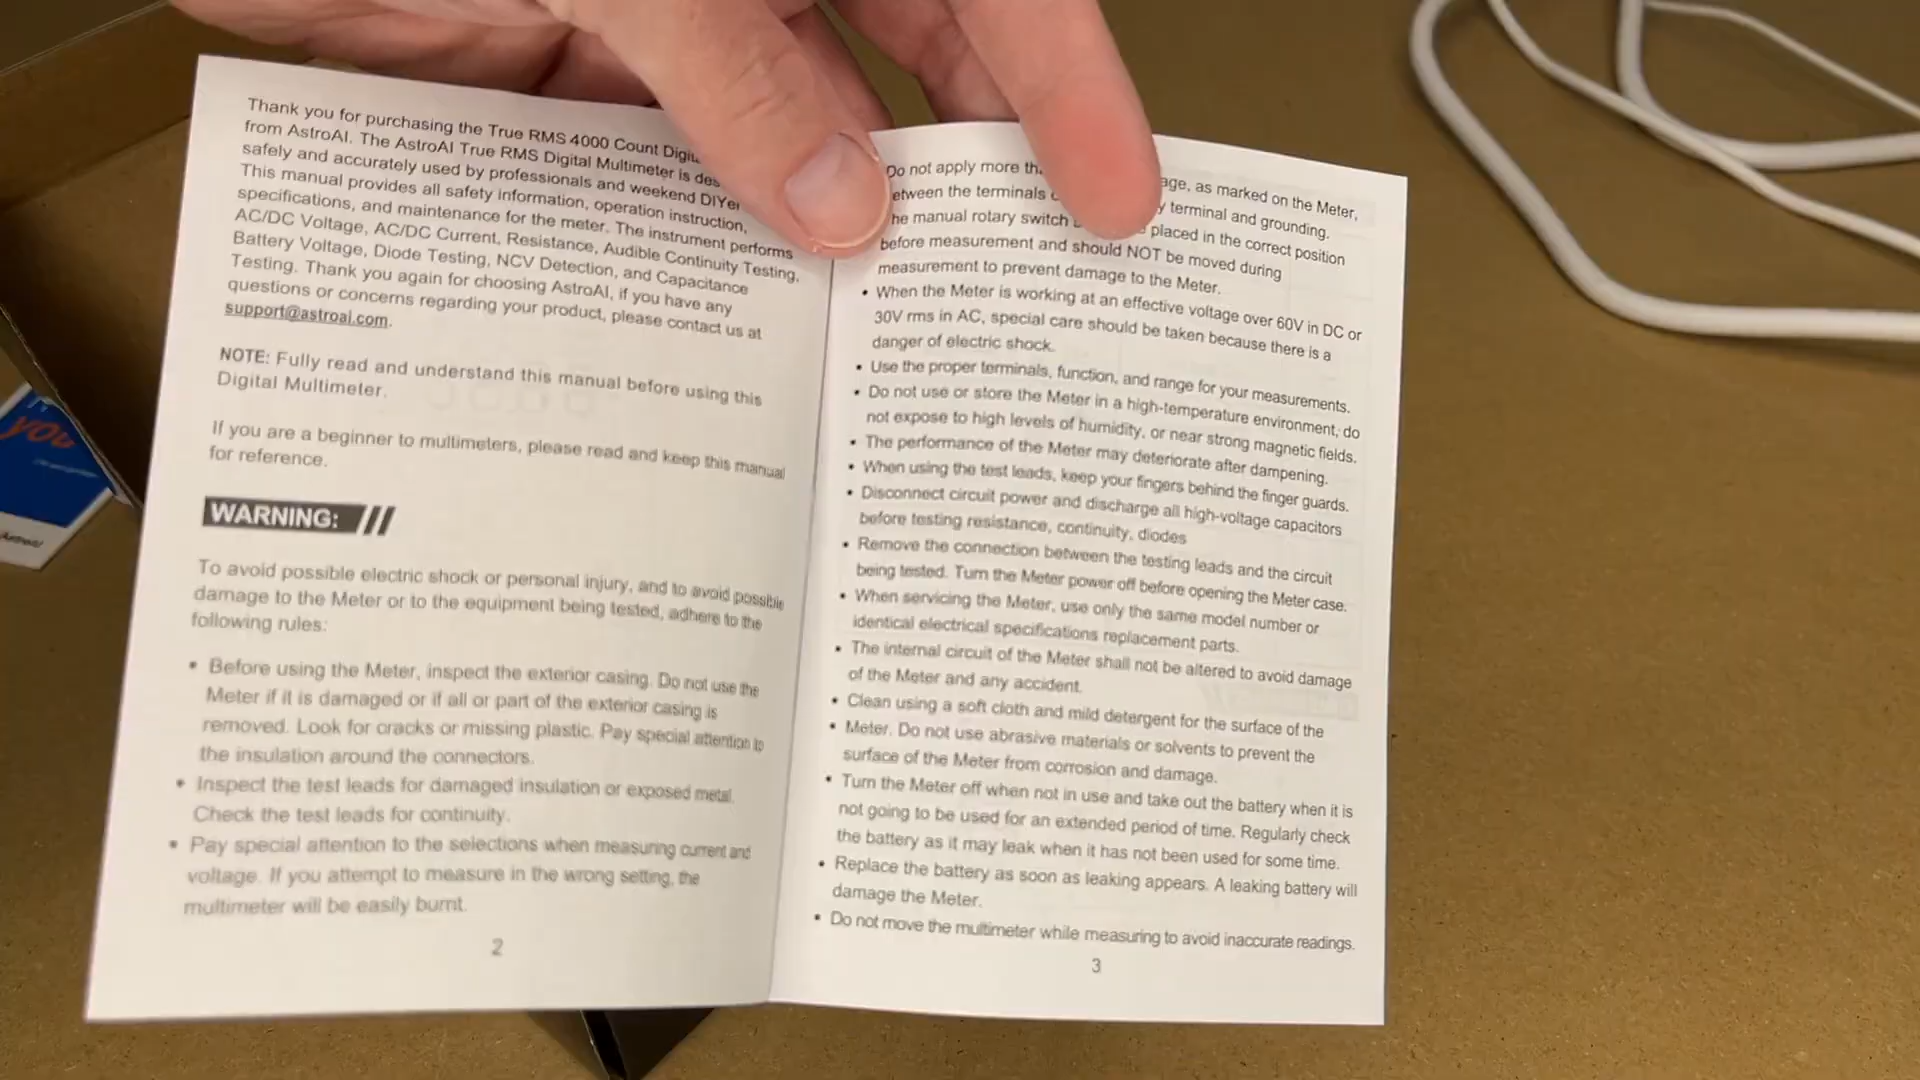 Thank you for purchasing the True RMS 4000 Count
from AstroAI. The AstroAI True RMS Digital Multimeter is
safely and accurately used by professionals and weekend
This manual provides all safety information, operation instruction,
specifications, and maintenance for the meter. The instrument performs
AC/DC Voltage, AC/DC Current, Resistance, Audible Continuity Testing,
Battery Voltage, Diode Testing, NCV Detection, and Capacitance
Testing. Thank you again for choosing AstroAI, if you have any
questions or concerns regarding your product, please contact us at
support@astroai.com.
NOTE: Fully read and understand this manual before using this
Digital Multimeter.
If you are a beginner to multimeters, please read and keep this manual
for reference.
WARNING:
To avoid possible electric shock or personal injury, and to avoid possible
damage to the Meter or to the equipment being tested, adhere to the
following rules:
• Before using the Meter, inspect the exterior casing. Do not use the
Meter if it is damaged or if all or part of the exterior casing is
removed. Look for cracks or missing plastic. Pay special attention to
the insulation around the connectors.
• Inspect the test leads for damaged insulation or exposed metal.
Check the test leads for continuity.
• Pay special attention to the selections when measuring current and
voltage. If you attempt to measure in the wrong setting, the
multimeter will be easily burnt.
2
Do not apply more as marked on the Meter,
between the terminals terminal and grounding.
manual rotary switch placed in the correct position
before measurement and should NOT be moved during
measurement to prevent damage to the Meter.
• When the Meter is working at an effective voltage over 60V in DC or
30V rms in AC, special care should be taken because there is a
danger of electric shock.
• Use the proper terminals, function, and range for your measurements.
• Do not use or store the Meter in a high-temperature environment, do
not expose to high levels of humidity, or near strong magnetic fields.
• The performance of the Meter may deteriorate after dampening.
• When using the test leads, keep your fingers behind the finger guards.
• Disconnect circuit power and discharge all high-voltage capacitors
before testing resistance, continuity, diodes
• Remove the connection between the testing leads and the circuit
being tested. Turn the Meter power off before opening the Meter case.
• When servicing the Meter, use only the same model number or
identical electrical specifications replacement parts.
• The internal circuit of the Meter shall not be altered to avoid damage
of the Meter and any accident.
• Clean using a soft cloth and mild detergent for the surface of the
• Meter. Do not use abrasive materials or solvents to prevent the
surface of the Meter from corrosion and damage.
• Turn the Meter off when not in use and take out the battery when it is
not going to be used for an extended period of time. Regularly check
the battery as it may leak when it has not been used for some time.
• Replace the battery as soon as leaking appears. A leaking battery will
damage the Meter.
• Do not move the multimeter while measuring to avoid inaccurate readings.
3
you
AstroAI